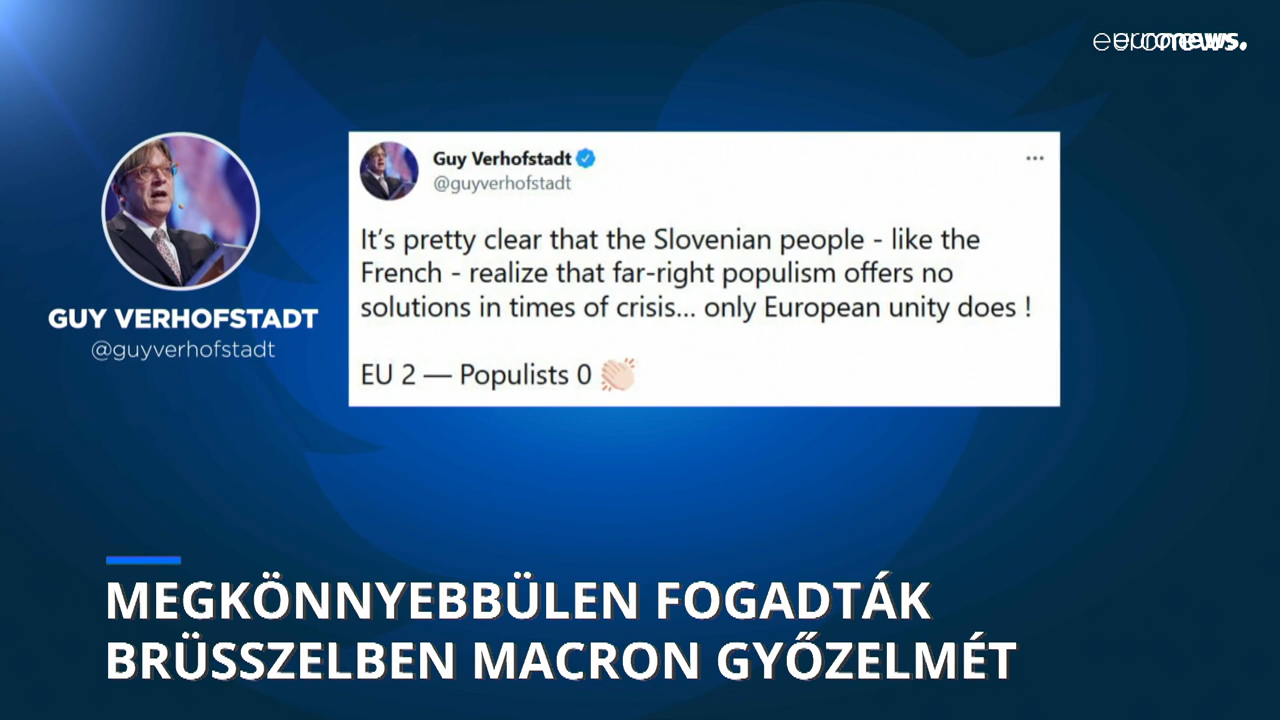 euronews.
Guy Verhofstadt
@guyverhofstadt
It's pretty clear that the Slovenian people - like the
French - realize that far-right populism offers no
solutions in times of crisis... only European unity does !
EU 2 — Populists 0 👏🏻
GUY VERHOFSTADT
@guyverhofstadt
MEGKÖNNYEBBÜLEN FOGADTÁK
BRÜSSZELBEN MACRON GYŐZELMÉT